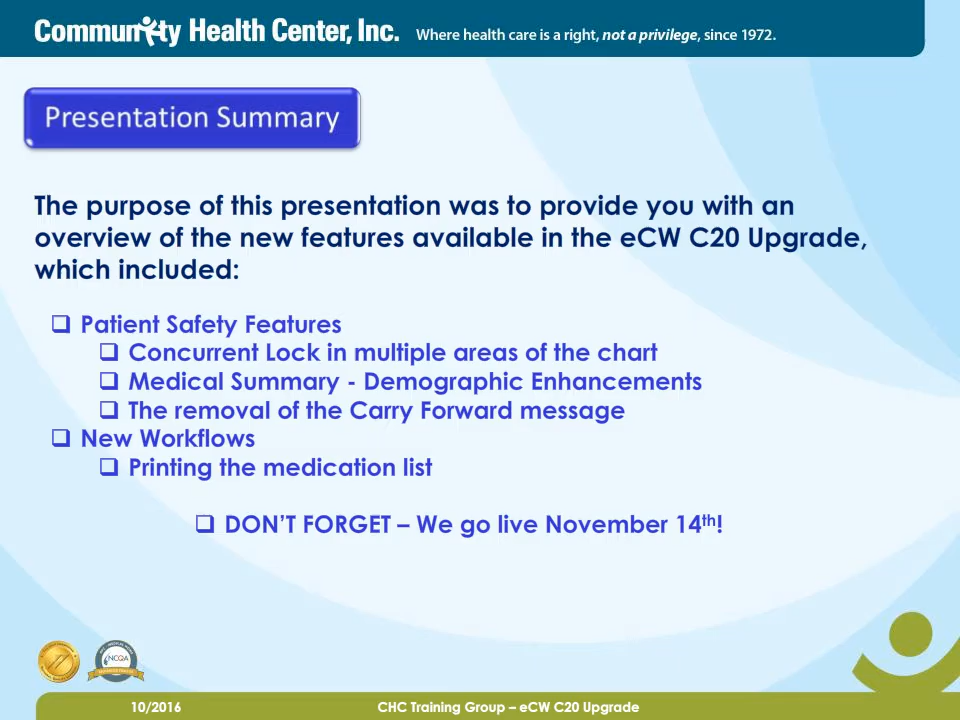 Community Health Center, Inc. Where health care is a right, not a privilege, since 1972.
Presentation Summary
The purpose of this presentation was to provide you with an
overview of the new features available in the eCW C20 Upgrade,
which included:
❑ Patient Safety Features
❑ Concurrent Lock in multiple areas of the chart
❑ Medical Summary - Demographic Enhancements
❑ The removal of the Carry Forward message
❑ New Workflows
❑ Printing the medication list
❑ DON’T FORGET – We go live November 14th!
NCQA
10/2016 CHC Training Group – eCW C20 Upgrade